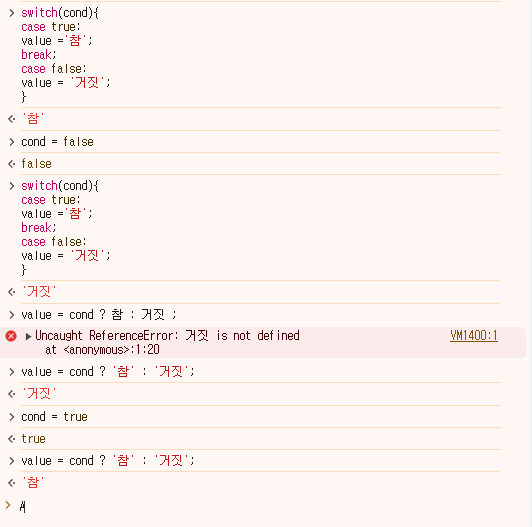 switch(cond){
case true:
value ='참';
break;
case false:
value = '거짓';
}
'참'
cond = false
false
switch(cond){
case true:
value ='참';
break;
case false:
value = '거짓';
}
'거짓'
value = cond ? 참 : 거짓 ;
Uncaught ReferenceError: 거짓 is not defined VM1400:1
at <anonymous>:1:20
value = cond ? '참' : '거짓';
'거짓'
cond = true
true
value = cond ? '참' : '거짓';
'참'